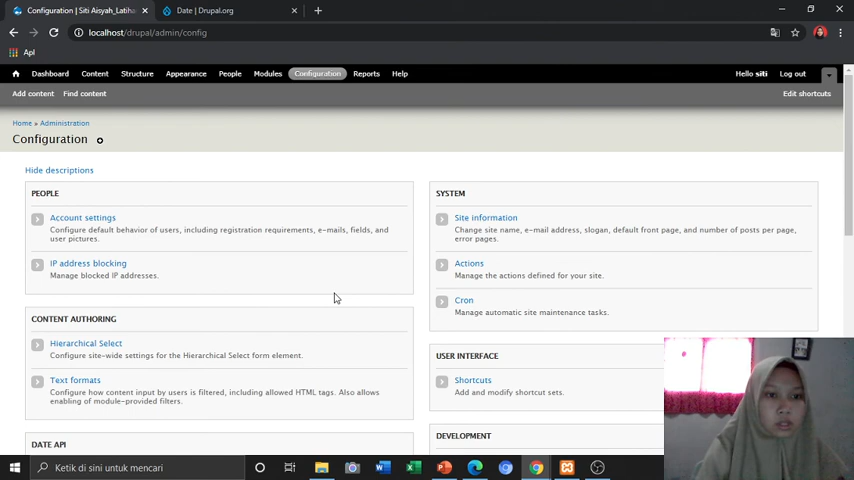 Configuration | Siti Aisyah_Latiha
Date | Drupal.org
localhost/drupal/admin/config
Apl
Dashboard Content Structure Appearance People Modules Configuration Reports Help
Hello siti Log out
Add content Find content
Edit shortcuts
Home » Administration
Configuration
Hide descriptions
PEOPLE
Account settings
Configure default behavior of users, including registration requirements, e-mails, fields, and
user pictures.
IP address blocking
Manage blocked IP addresses.
CONTENT AUTHORING
Hierarchical Select
Configure site-wide settings for the Hierarchical Select form element.
Text formats
Configure how content input by users is filtered, including allowed HTML tags. Also allows
enabling of module-provided filters.
DATE API
SYSTEM
Site information
Change site name, e-mail address, slogan, default front page, and number of posts per page,
error pages.
Actions
Manage the actions defined for your site.
Cron
Manage automatic site maintenance tasks.
USER INTERFACE
Shortcuts
Add and modify shortcut sets.
DEVELOPMENT
Ketik di sini untuk mencari